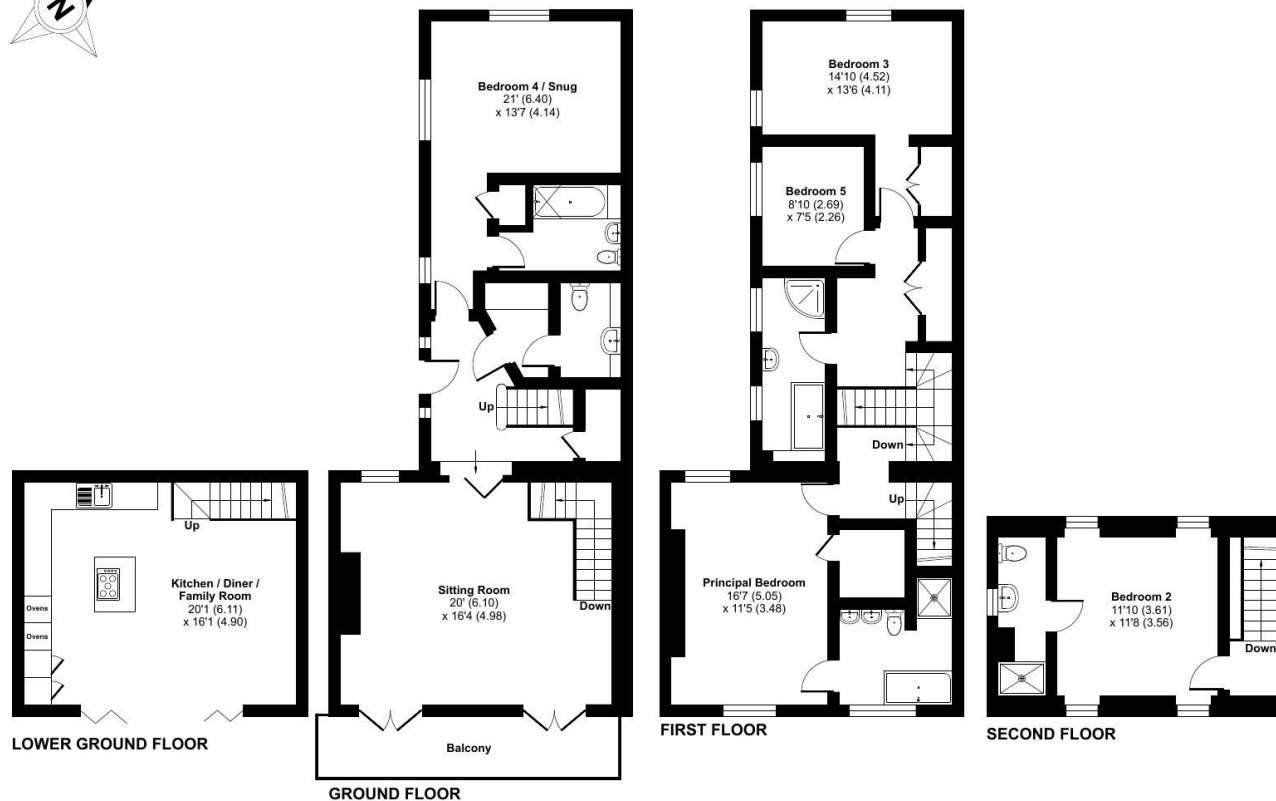 N
Bedroom 4 / Snug
21' (6.40)
x 13'7 (4.14)
Up
Kitchen / Diner /
Family Room
20'1 (6.11)
x 16'1 (4.90)
Up
Ovens
Ovens
LOWER GROUND FLOOR
Sitting Room
20' (6.10)
x 16'4 (4.98)
Down
Balcony
GROUND FLOOR
Bedroom 3
14'10 (4.52)
x 13'6 (4.11)
Bedroom 5
8'10 (2.69)
x 7'5 (2.26)
Down
Up
Principal Bedroom
16'7 (5.05)
x 11'5 (3.48)
FIRST FLOOR
Bedroom 2
11'10 (3.61)
x 11'8 (3.56)
Down
SECOND FLOOR